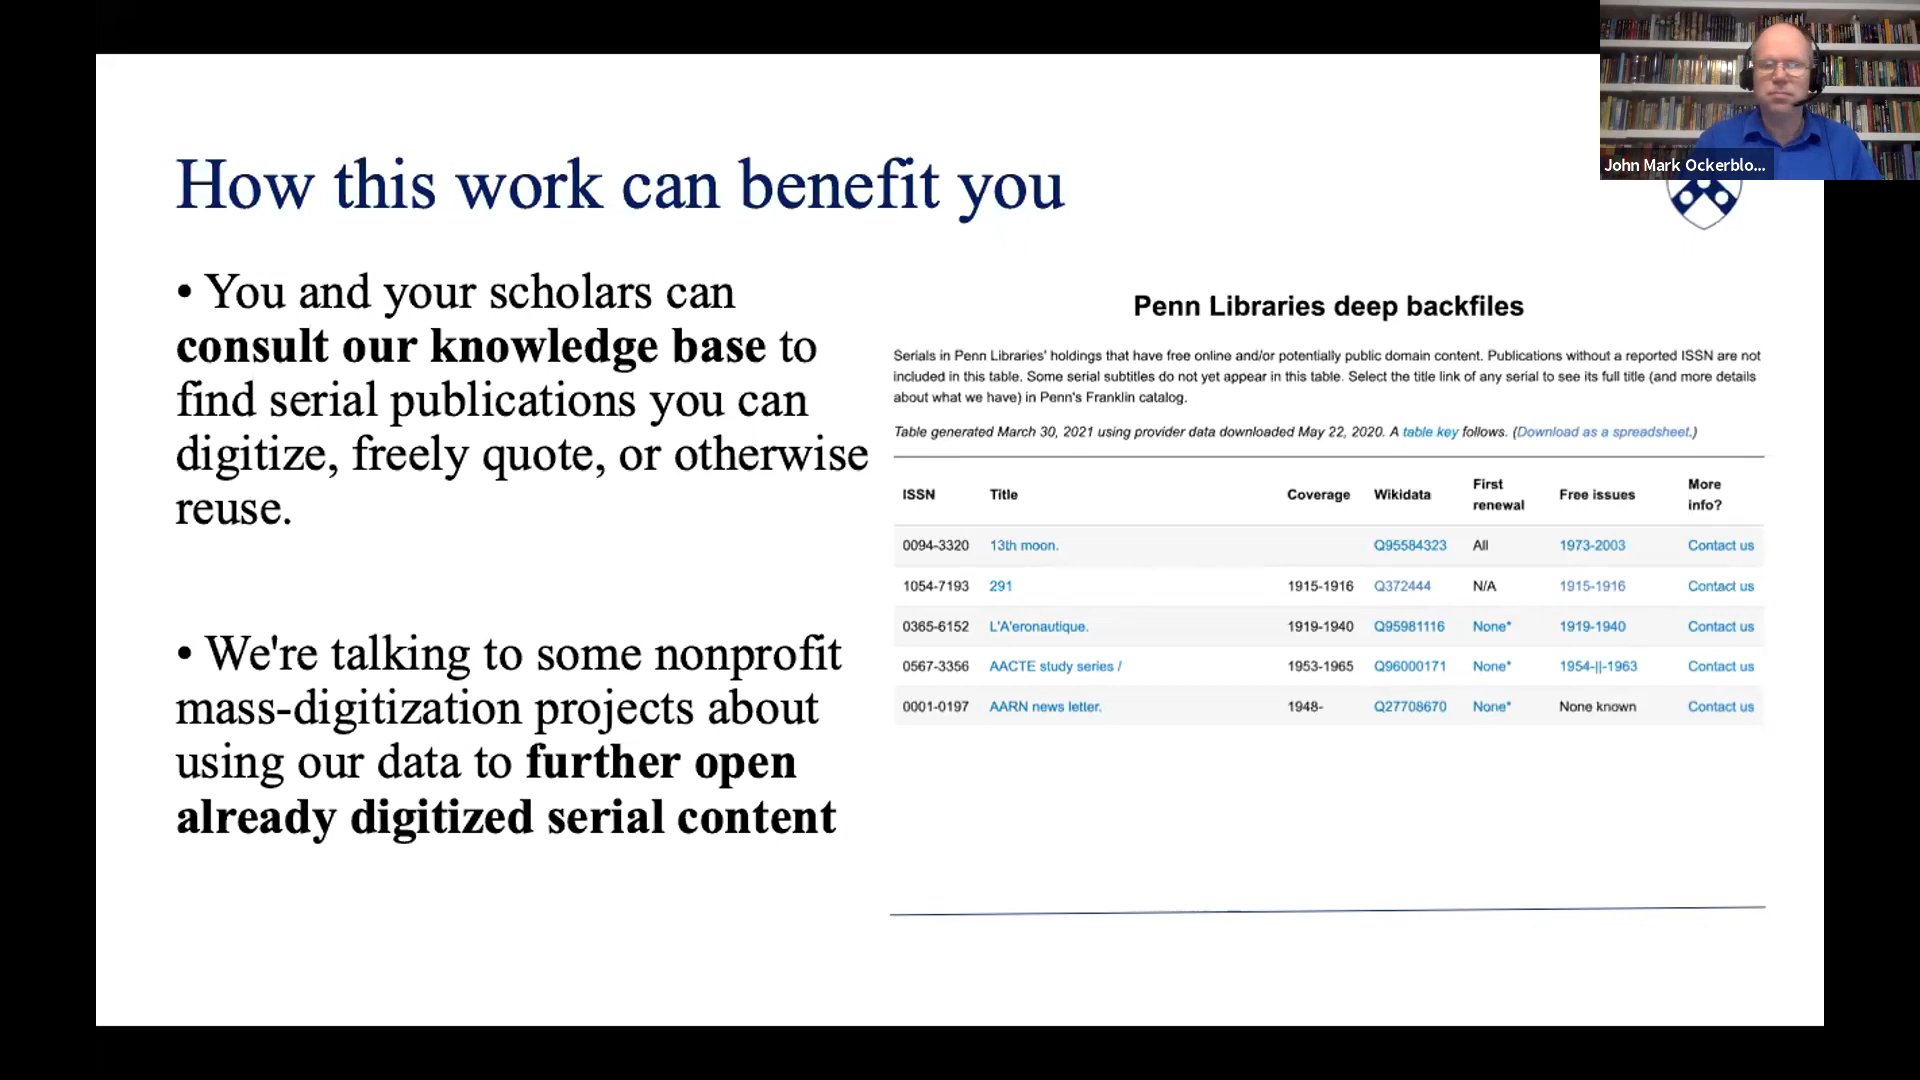 John Mark Ockerblo...
How this work can benefit you
• You and your scholars can
consult our knowledge base to
find serial publications you can
digitize, freely quote, or otherwise
reuse.
• We're talking to some nonprofit
mass-digitization projects about
using our data to further open
already digitized serial content
Penn Libraries deep backfiles
Serials in Penn Libraries' holdings that have free online and/or potentially public domain content. Publications without a reported ISSN are not
included in this table. Some serial subtitles do not yet appear in this table. Select the title link of any serial to see its full title (and more details
about what we have) in Penn's Franklin catalog.
Table generated March 30, 2021 using provider data downloaded May 22, 2020. A table key follows. (Download as a spreadsheet.)
ISSN Title Coverage Wikidata First renewal Free issues More info?
0094-3320 13th moon. Q95584323 All 1973-2003 Contact us
1054-7193 291 1915-1916 Q372444 N/A 1915-1916 Contact us
0365-6152 L'A'eronautique. 1919-1940 Q95981116 None* 1919-1940 Contact us
0567-3356 AACTE study series / 1953-1965 Q96000171 None* 1954-||-1963 Contact us
0001-0197 AARN news letter. 1948- Q27708670 None* None known Contact us